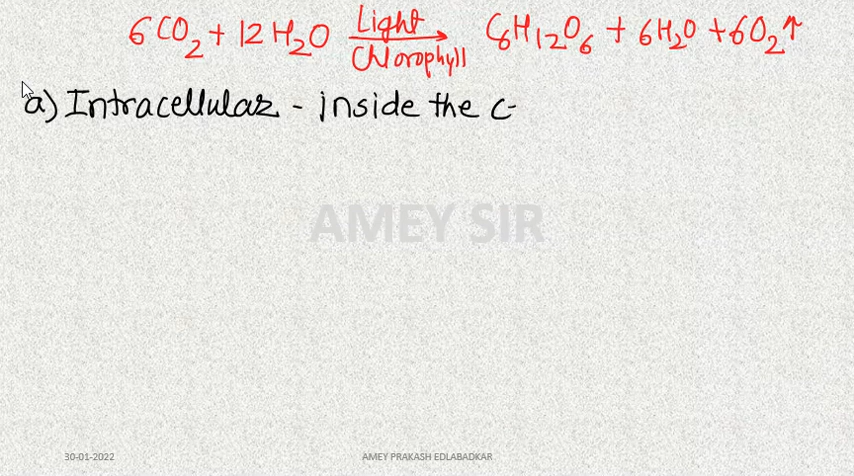 6CO₂ + 12H₂O Light Chlorophyll → C₆H₁₂O₆ + 6H₂O + 6O₂↑
a) Intracellular - inside the c
AMEY SIR
30-01-2022 AMEY PRAKASH EDLABADKAR